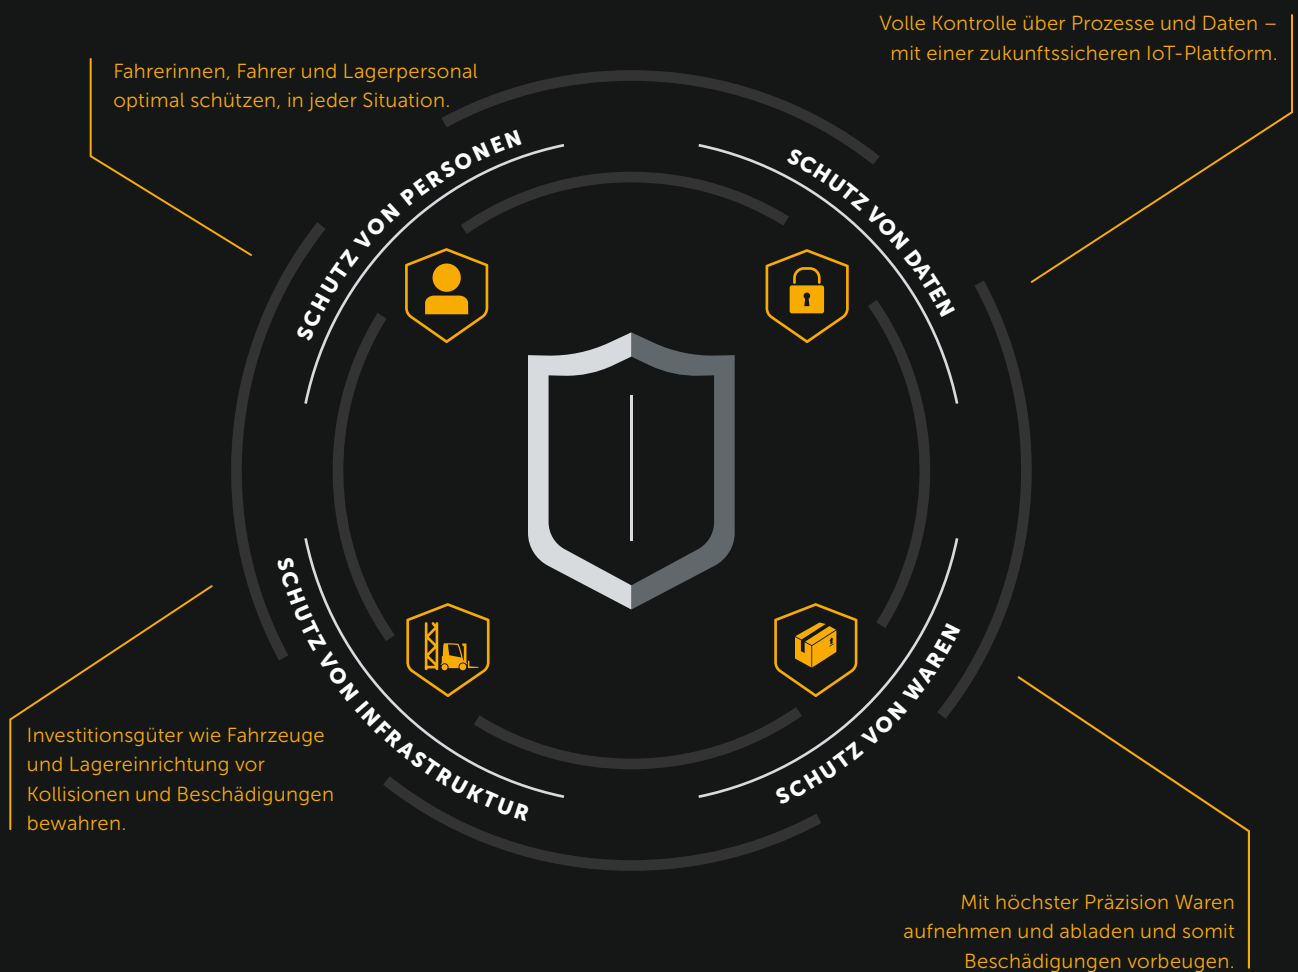 Fahrerinnen, Fahrer und Lagerpersonal
optimal schützen, in jeder Situation.
Volle Kontrolle über Prozesse und Daten –
mit einer zukunftssicheren IoT-Plattform.
SCHUTZ VON PERSONEN
SCHUTZ VON DATEN
SCHUTZ VON INFRASTRUKTUR
SCHUTZ VON WAREN
Investitionsgüter wie Fahrzeuge
und Lagereinrichtung vor
Kollisionen und Beschädigungen
bewahren.
Mit höchster Präzision Waren
aufnehmen und abladen und somit
Beschädigungen vorbeugen.